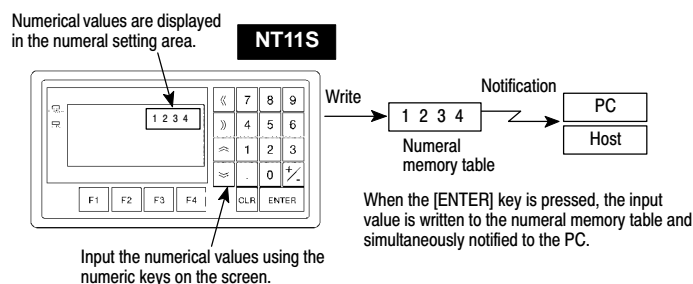 Numerical values are displayed
in the numeral setting area.
NT11S
1 2 3 4
7 8 9
4 5 6
1 2 3
. 0 +/-
F1 F2 F3 F4 CLR ENTER
Write
1 2 3 4
Numeral
memory table
Notification
PC
Host
When the [ENTER] key is pressed, the input
value is written to the numeral memory table and
simultaneously notified to the PC.
Input the numerical values using the
numeric keys on the screen.